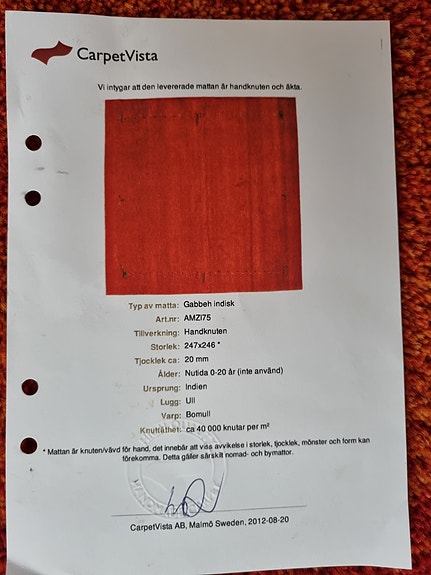 CarpetVista
Vi intygar att den levererade mattan är handknuten och äkta.
Typ av matta: Gabbeh indisk
Art.nr: AMZI75
Tillverkning: Handknuten
Storlek: 247x246 *
Tjocklek ca: 20 mm
Ålder: Nutida 0-20 år (inte använd)
Ursprung: Indien
Lugg: Ull
Varp: Bomull
Knuttäthet: ca 40 000 knutar per m²
* Mattan är knuten/vävd för hand, det innebär att viss avvikelse i storlek, tjocklek, mönster och form kan
förekomma. Detta gäller särskilt nomad- och bymattor.
CarpetVista AB, Malmö Sweden, 2012-08-20